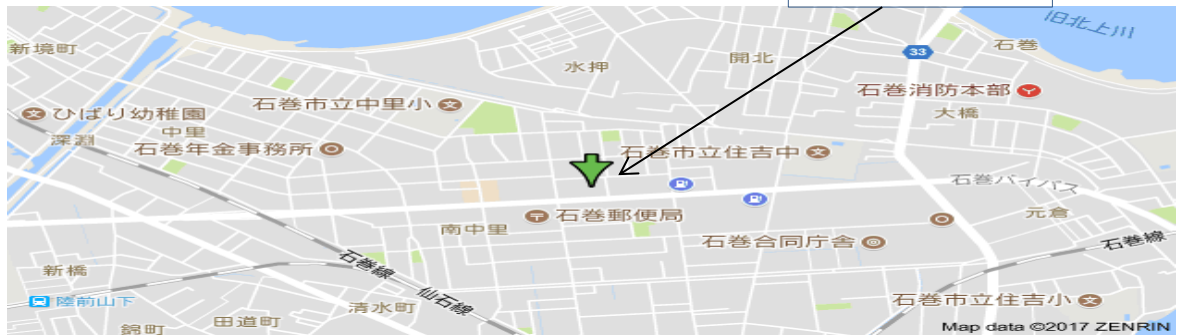 旧北上川
新境町
石巻
33
開北
水押
石巻消防本部
石巻市立中里小
ひばり幼稚園
大橋
中里
深淵
石巻年金事務所
石巻市立住吉中
石巻バイパス
石巻郵便局
元倉
南中里
石巻合同庁舎
石巻線
石巻線
新橋
仙石線
陸前山下
清水町
石巻市立住吉小
田道町
錦町
Map data ©2017 ZENRIN